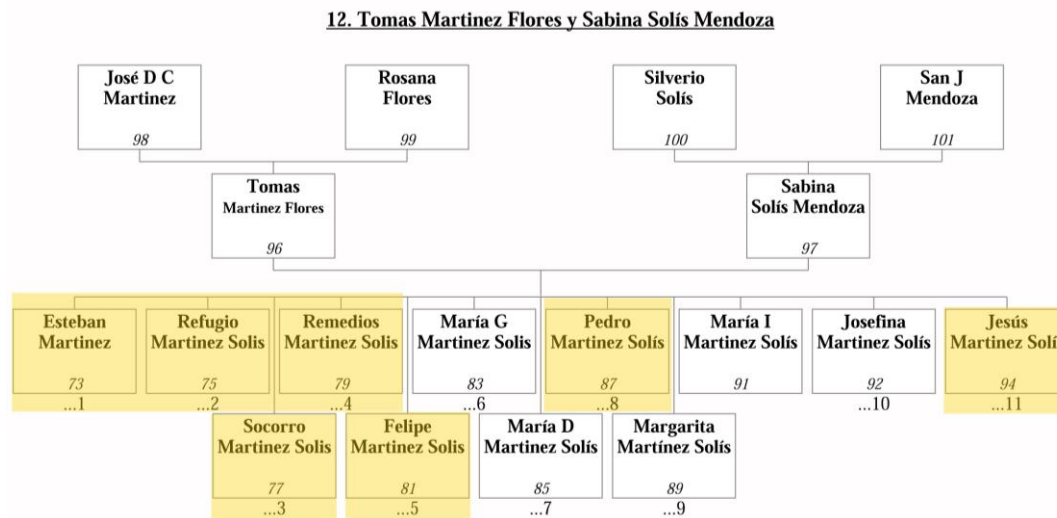 12. Tomas Martinez Flores y Sabina Solís Mendoza
José D C
Martinez
98
Rosana
Flores
99
Silverio
Solís
100
San J
Mendoza
101
Tomas
Martinez Flores
96
Sabina
Solís Mendoza
97
Esteban
Martinez
73
...1
Refugio
Martinez Solis
75
...2
Remedios
Martinez Solis
79
...4
María G
Martinez Solis
83
...6
Pedro
Martinez Solís
87
...8
María I
Martinez Solís
91
Josefina
Martinez Solís
92
...10
Jesús
Martinez Solí
94
...11
Socorro
Martinez Solis
77
...3
Felipe
Martinez Solis
81
...5
María D
Martinez Solís
85
...7
Margarita
Martínez Solís
89
...9